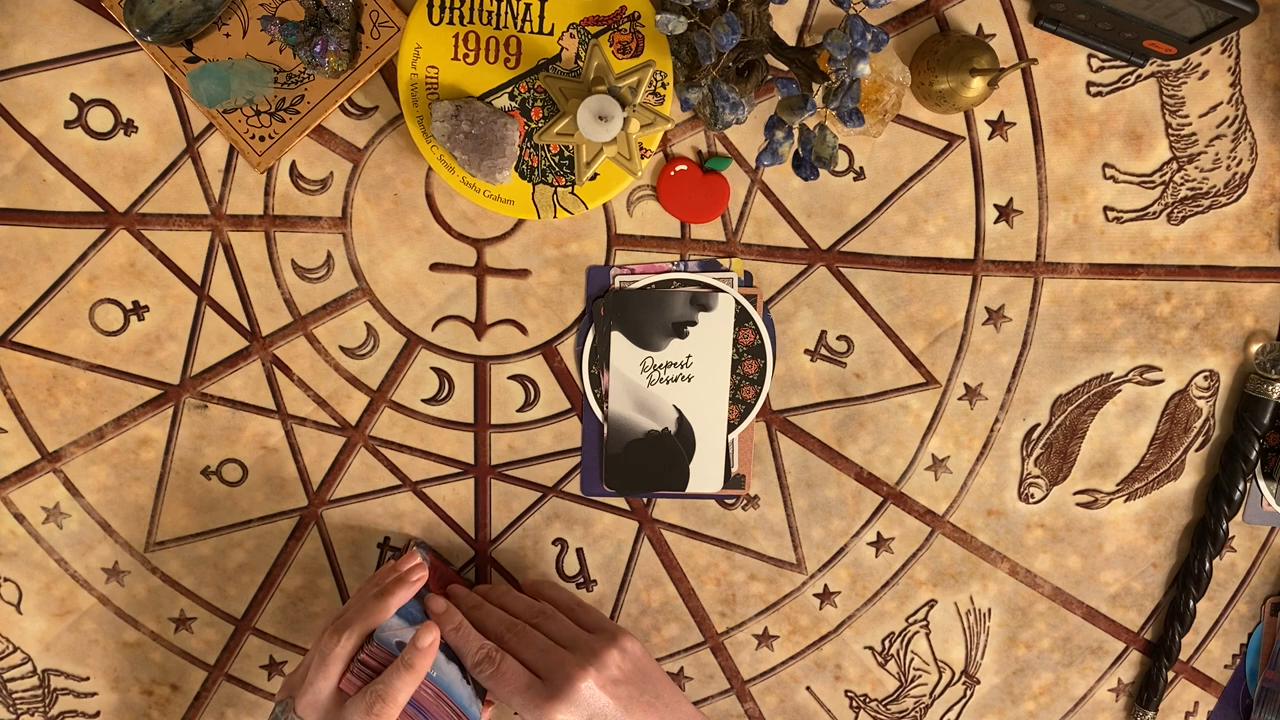 ORIGINAL
1909
Arthur E. Waite · Pamela C. Smith · Sasha Graham
Deepest
Desires